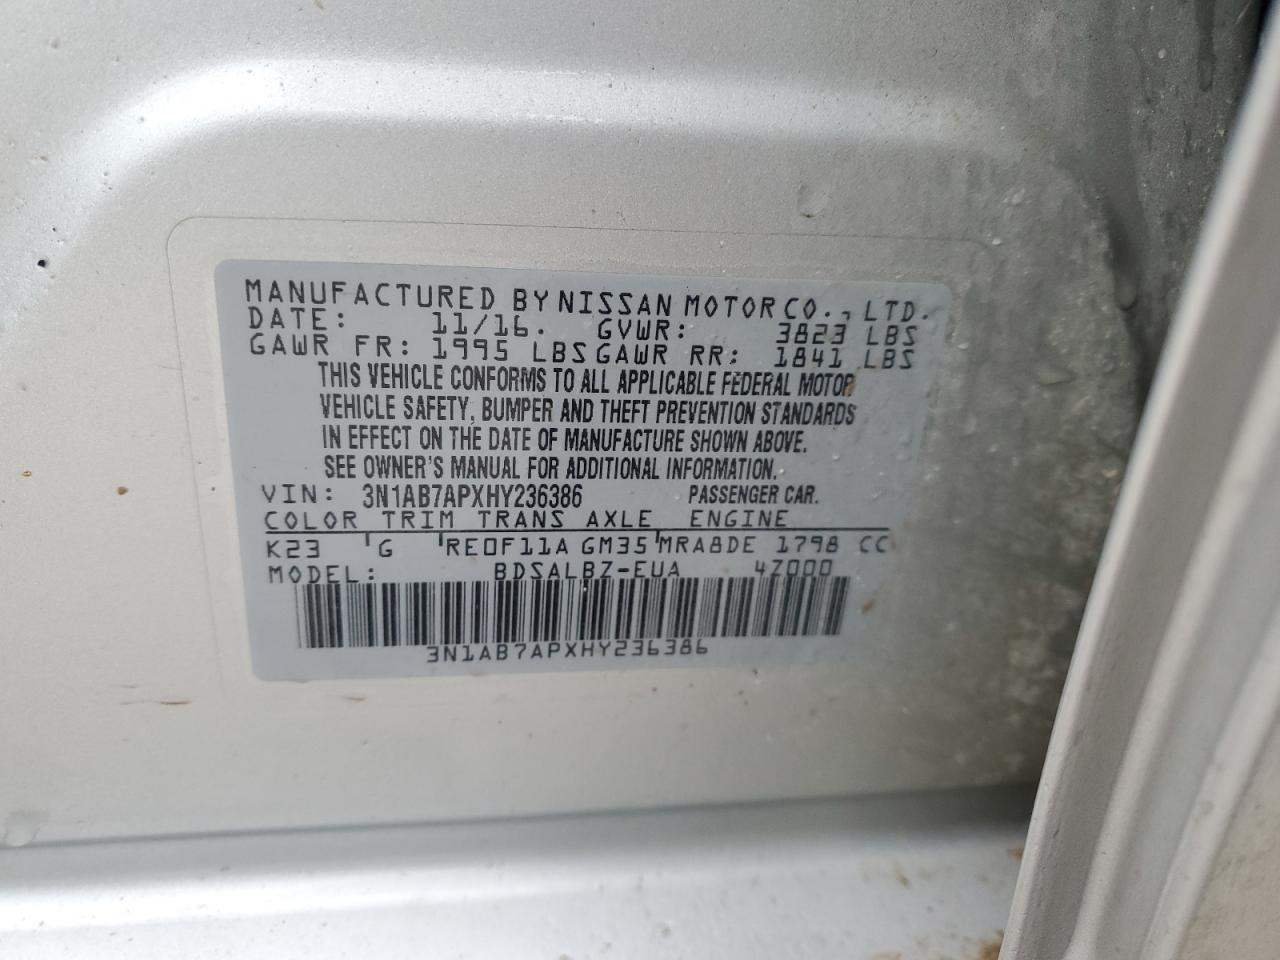 MANUFACTURED BY NISSAN MOTOR CO., LTD.
DATE: 11/16. GVWR: 3823 LBS
GAWR FR: 1995 LBS GAWR RR: 1841 LBS
THIS VEHICLE CONFORMS TO ALL APPLICABLE FEDERAL MOTOR
VEHICLE SAFETY, BUMPER AND THEFT PREVENTION STANDARDS
IN EFFECT ON THE DATE OF MANUFACTURE SHOWN ABOVE.
SEE OWNER'S MANUAL FOR ADDITIONAL INFORMATION.
VIN: 3N1AB7APXHY236386 PASSENGER CAR.
COLOR TRIM TRANS AXLE ENGINE
K23 G RE0F11A GM35 MRA8DE 1798 CC
MODEL: BDSALBZ-EUA 4Z000
3N1AB7APXHY236386